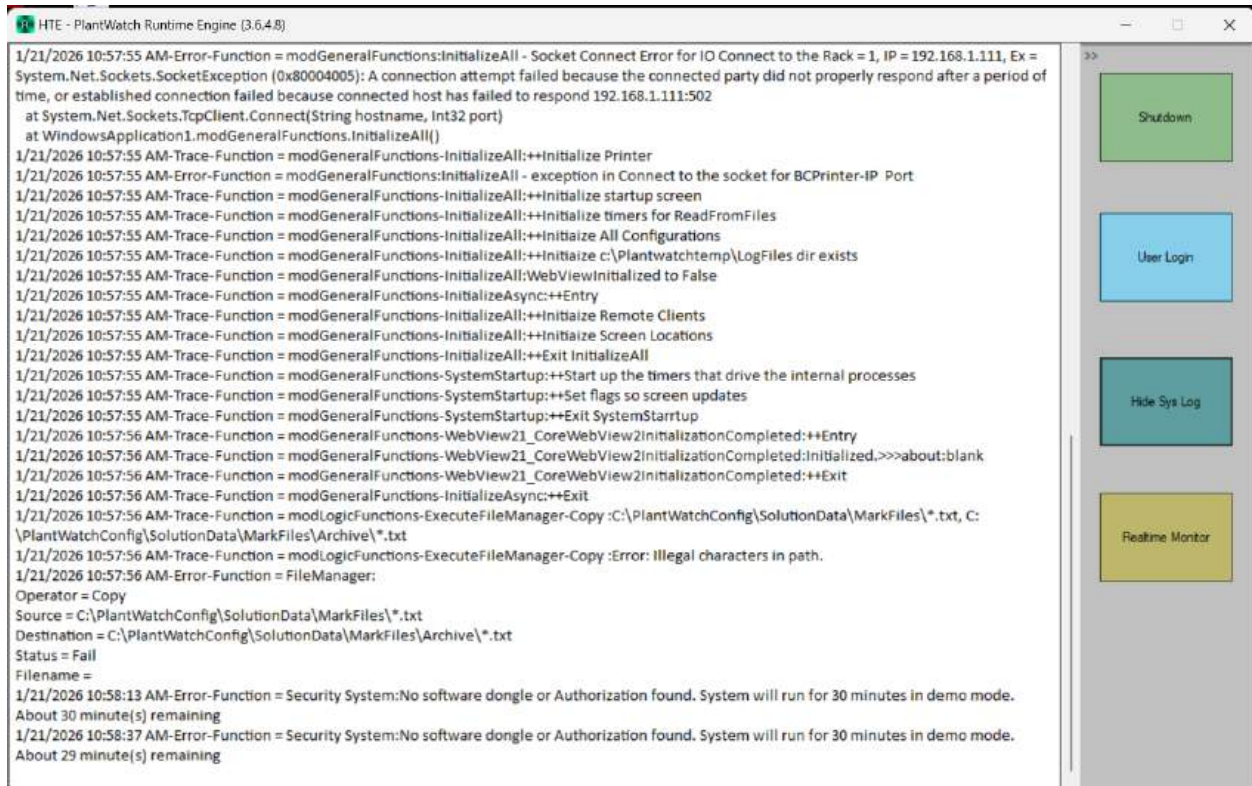 HTE - PlantWatch Runtime Engine (3.6.4.8)
1/21/2026 10:57:55 AM-Error-Function = modGeneralFunctions:InitializeAll - Socket Connect Error for IO Connect to the Rack = 1, IP = 192.168.1.111, Ex =
System.Net.Sockets.SocketException (0x80004005): A connection attempt failed because the connected party did not properly respond after a period of
time, or established connection failed because connected host has failed to respond 192.168.1.111:502
at System.Net.Sockets.TcpClient.Connect(String hostname, Int32 port)
at WindowsApplication1.modGeneralFunctions.InitializeAll()
1/21/2026 10:57:55 AM-Trace-Function = modGeneralFunctions-InitializeAll:++Initialize Printer
1/21/2026 10:57:55 AM-Error-Function = modGeneralFunctions:InitializeAll - exception in Connect to the socket for BCPrinter-IP  Port
1/21/2026 10:57:55 AM-Trace-Function = modGeneralFunctions-InitializeAll:++Initialize startup screen
1/21/2026 10:57:55 AM-Trace-Function = modGeneralFunctions-InitializeAll:++Initialize timers for ReadFromFiles
1/21/2026 10:57:55 AM-Trace-Function = modGeneralFunctions-InitializeAll:++Initiaize All Configurations
1/21/2026 10:57:55 AM-Trace-Function = modGeneralFunctions-InitializeAll:++Initiaize c:\Plantwatchtemp\LogFiles dir exists
1/21/2026 10:57:55 AM-Trace-Function = modGeneralFunctions-InitializeAll:WebViewInitialized to False
1/21/2026 10:57:55 AM-Trace-Function = modGeneralFunctions-InitializeAsync:++Entry
1/21/2026 10:57:55 AM-Trace-Function = modGeneralFunctions-InitializeAll:++Initiaize Remote Clients
1/21/2026 10:57:55 AM-Trace-Function = modGeneralFunctions-InitializeAll:++Initiaize Screen Locations
1/21/2026 10:57:55 AM-Trace-Function = modGeneralFunctions-InitializeAll:++Exit InitializeAll
1/21/2026 10:57:55 AM-Trace-Function = modGeneralFunctions-SystemStartup:++Start up the timers that drive the internal processes
1/21/2026 10:57:55 AM-Trace-Function = modGeneralFunctions-SystemStartup:++Set flags so screen updates
1/21/2026 10:57:55 AM-Trace-Function = modGeneralFunctions-SystemStartup:++Exit SystemStarrtup
1/21/2026 10:57:56 AM-Trace-Function = modGeneralFunctions-WebView21_CoreWebView2InitializationCompleted:++Entry
1/21/2026 10:57:56 AM-Trace-Function = modGeneralFunctions-WebView21_CoreWebView2InitializationCompleted:Initialized.>>>about:blank
1/21/2026 10:57:56 AM-Trace-Function = modGeneralFunctions-WebView21_CoreWebView2InitializationCompleted:++Exit
1/21/2026 10:57:56 AM-Trace-Function = modGeneralFunctions-InitializeAsync:++Exit
1/21/2026 10:57:56 AM-Trace-Function = modLogicFunctions-ExecuteFileManager-Copy :C:\PlantWatchConfig\SolutionData\MarkFiles\*.txt, C:
\PlantWatchConfig\SolutionData\MarkFiles\Archive\*.txt
1/21/2026 10:57:56 AM-Trace-Function = modLogicFunctions-ExecuteFileManager-Copy :Error: Illegal characters in path.
1/21/2026 10:57:56 AM-Error-Function = FileManager:
Operator = Copy
Source = C:\PlantWatchConfig\SolutionData\MarkFiles\*.txt
Destination = C:\PlantWatchConfig\SolutionData\MarkFiles\Archive\*.txt
Status = Fail
Filename =
1/21/2026 10:58:13 AM-Error-Function = Security System:No software dongle or Authorization found. System will run for 30 minutes in demo mode.
About 30 minute(s) remaining
1/21/2026 10:58:37 AM-Error-Function = Security System:No software dongle or Authorization found. System will run for 30 minutes in demo mode.
About 29 minute(s) remaining
>>
Shutdown
User Login
Hide Sys Log
Realtime Monitor